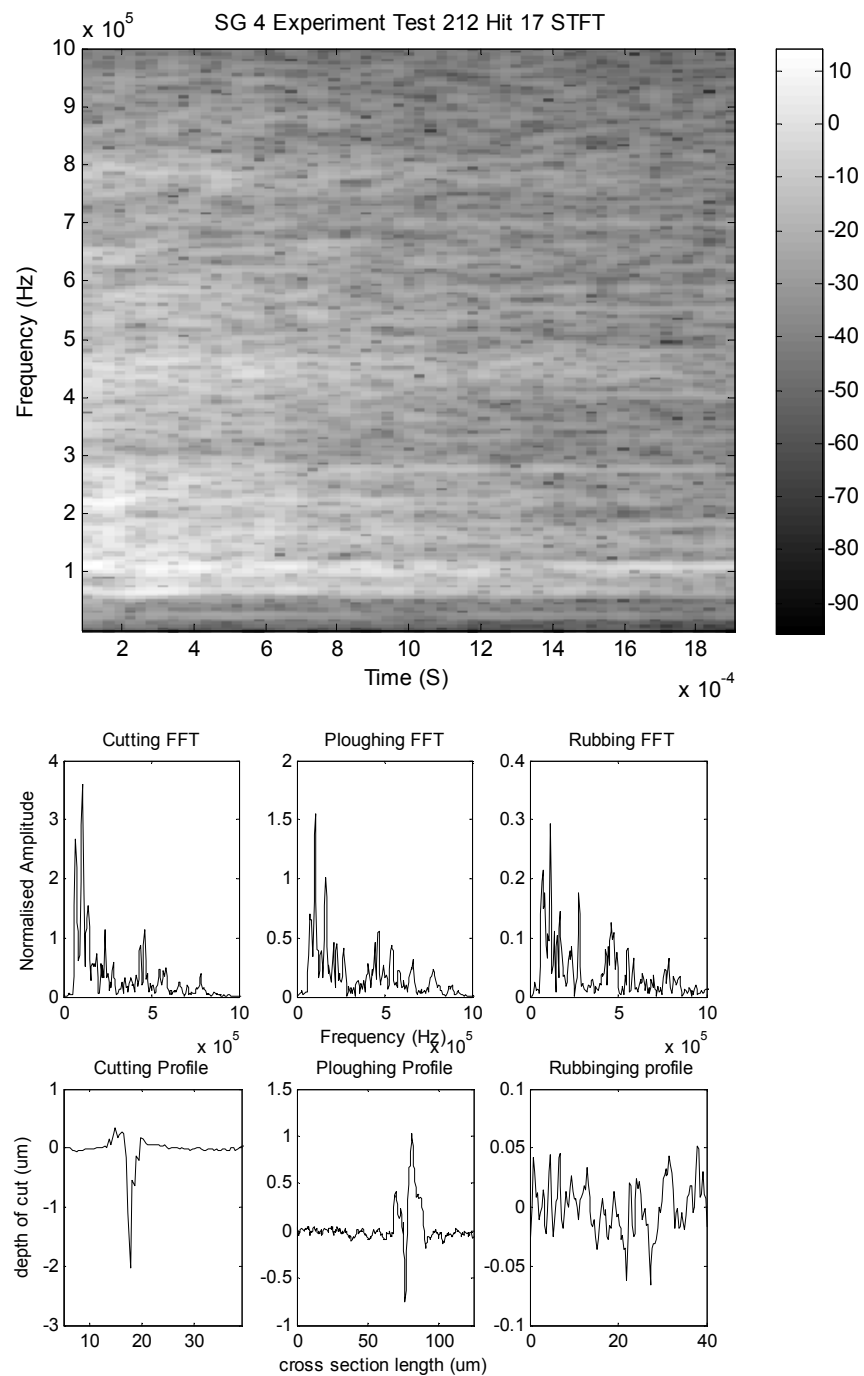 SG 4 Experiment Test 212 Hit 17 STFT
x 10^5
10
9
8
7
6
5
4
3
2
1
Frequency (Hz)
2 4 6 8 10 12 14 16 18
Time (S)
x 10^-4
10
0
-10
-20
-30
-40
-50
-60
-70
-80
-90
Cutting FFT Ploughing FFT Rubbing FFT
Normalised Amplitude
4
3
2
1
0
0 5 10
x 10^5
2
1.5
1
0.5
0
0 5 10
x 10^5
Frequency (Hz)
0.4
0.3
0.2
0.1
0
0 5 10
x 10^5
Cutting Profile Ploughing Profile Rubbinging profile
depth of cut (um)
1
0
-1
-2
-3
10 20 30
1.5
1
0.5
0
-0.5
-1
0 50 100
cross section length (um)
0.1
0.05
0
-0.05
-0.1
0 20 40